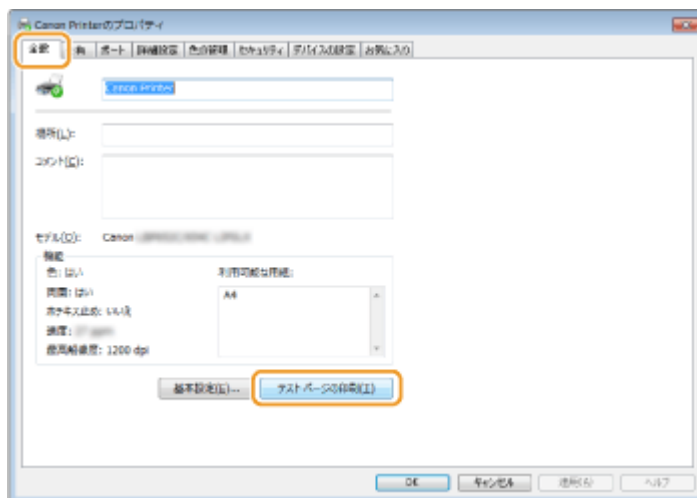 Canon Printerのプロパティ
全般 共有 ポート 詳細設定 色の管理 セキュリティ デバイスの設定 お気に入り
Canon Printer
場所(L):
コメント(C):
モデル(O): Canon
機能
色: はい 利用可能な用紙:
両面: はい A4
ホチキス止め: いいえ
速度:
最高解像度: 1200 dpi
基本設定(E)... テスト ページの印刷(T)
OK キャンセル 適用(A) ヘルプ